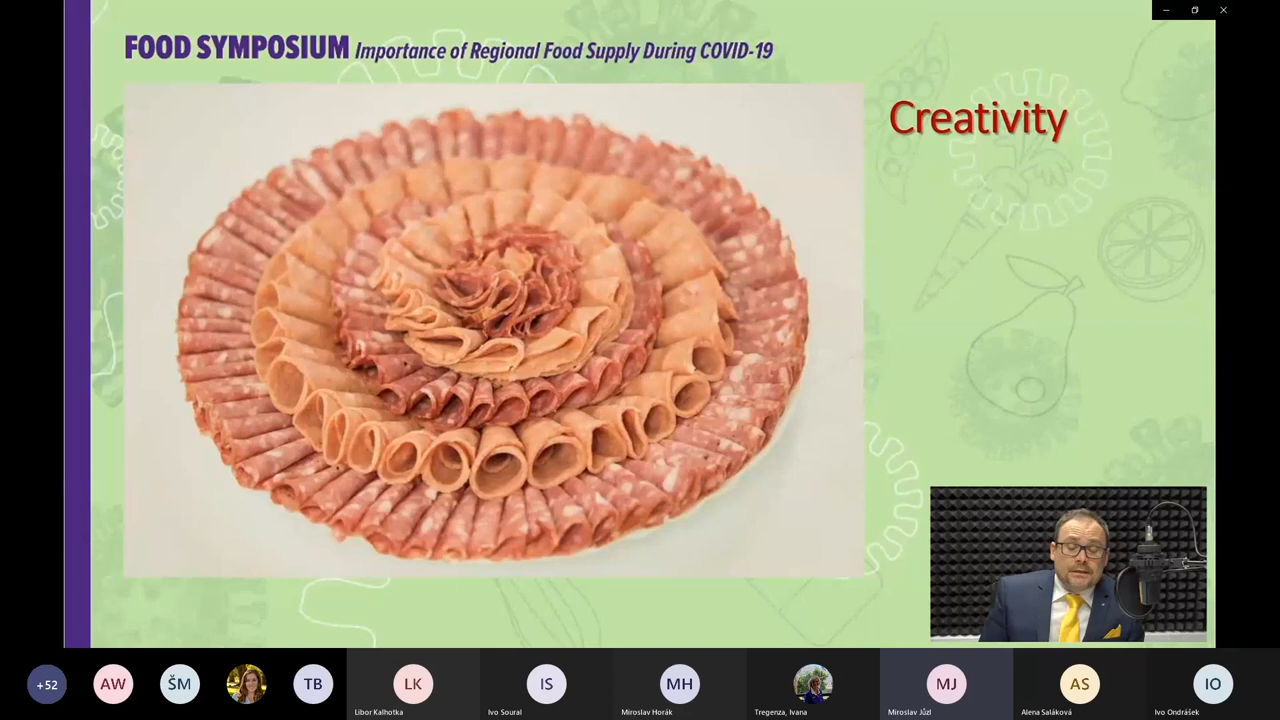 FOOD SYMPOSIUM Importance of Regional Food Supply During COVID-19
Creativity
+52
AW
ŠM
TB
LK
IS
MH
MJ
AS
IO
Libor Kalhotka
Ivo Soural
Miroslav Horák
Tregenza, Ivana
Miroslav Jůzl
Alena Saláková
Ivo Ondrášek